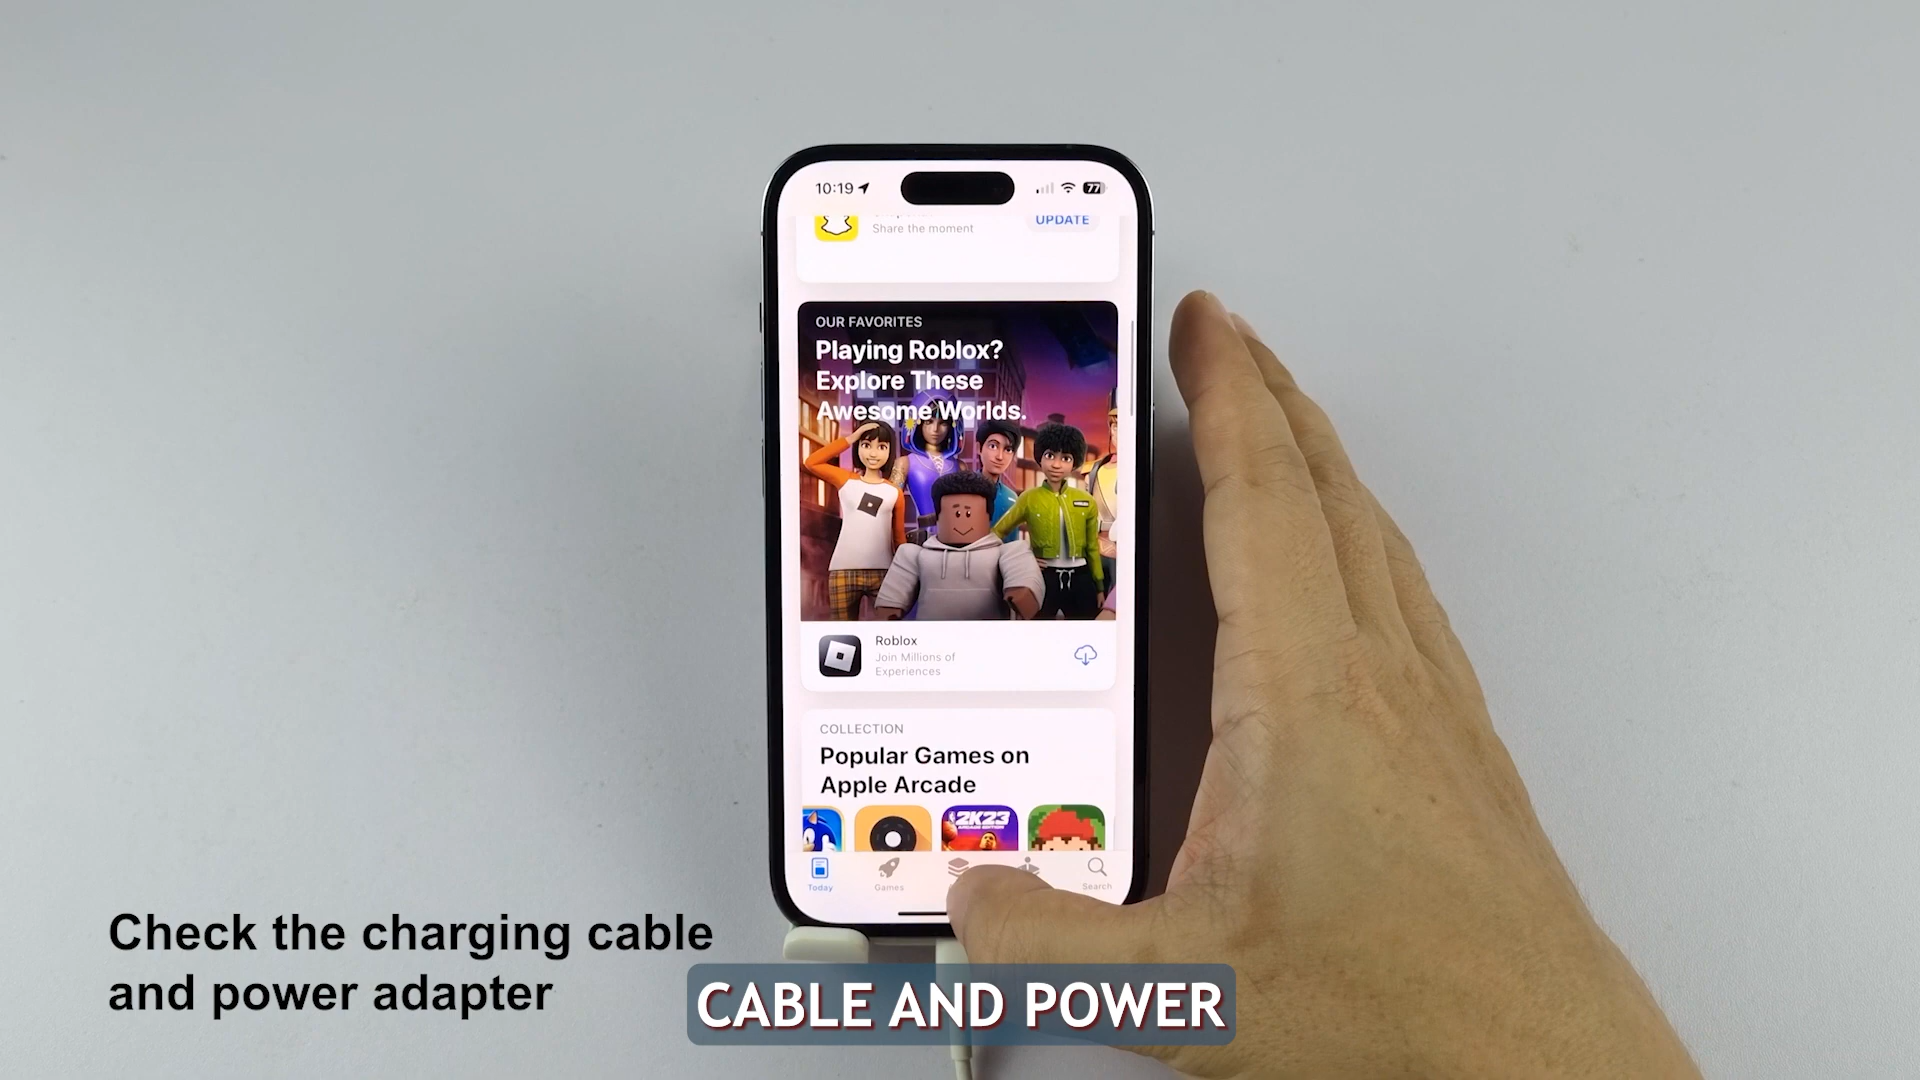 10:19
77
Share the moment
UPDATE
OUR FAVORITES
Playing Roblox?
Explore These
Awesome Worlds.
Roblox
Join Millions of
Experiences
COLLECTION
Popular Games on
Apple Arcade
2K23
ARCADE EDITION
Today
Games
Search
Check the charging cable
and power adapter
CABLE AND POWER